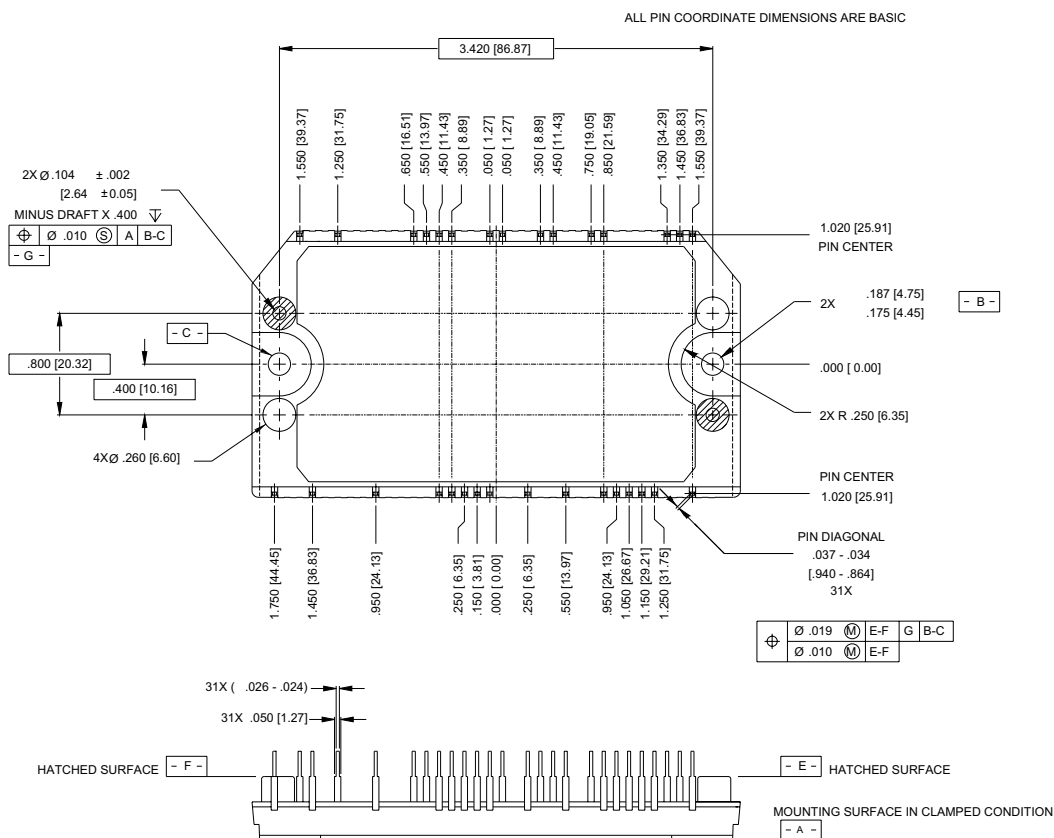 ALL PIN COORDINATE DIMENSIONS ARE BASIC
3.420 [86.87]
1.550 [39.37]
1.250 [31.75]
.650 [16.51]
.550 [13.97]
.450 [11.43]
.350 [ 8.89]
.050 [ 1.27]
.050 [ 1.27]
.350 [ 8.89]
.450 [11.43]
.750 [19.05]
.850 [21.59]
1.350 [34.29]
1.450 [36.83]
1.550 [39.37]
2X Ø .104 ± .002
[2.64 ±0.05]
MINUS DRAFT X .400
⌖ Ø .010 Ⓢ A B-C
- G -
1.020 [25.91]
PIN CENTER
2X .187 [4.75]
.175 [4.45]
- B -
- C -
.800 [20.32]
.400 [10.16]
.000 [ 0.00]
2X R .250 [6.35]
4XØ .260 [6.60]
PIN CENTER
1.020 [25.91]
1.750 [44.45]
1.450 [36.83]
.950 [24.13]
.250 [ 6.35]
.150 [ 3.81]
.000 [ 0.00]
.250 [ 6.35]
.550 [13.97]
.950 [24.13]
1.050 [26.67]
1.150 [29.21]
1.250 [31.75]
PIN DIAGONAL
.037 - .034
[.940 - .864]
31X
⌖ Ø .019 Ⓜ E-F G B-C
Ø .010 Ⓜ E-F
31X ( .026 - .024)
31X .050 [1.27]
HATCHED SURFACE - F -
- E - HATCHED SURFACE
MOUNTING SURFACE IN CLAMPED CONDITION
- A -